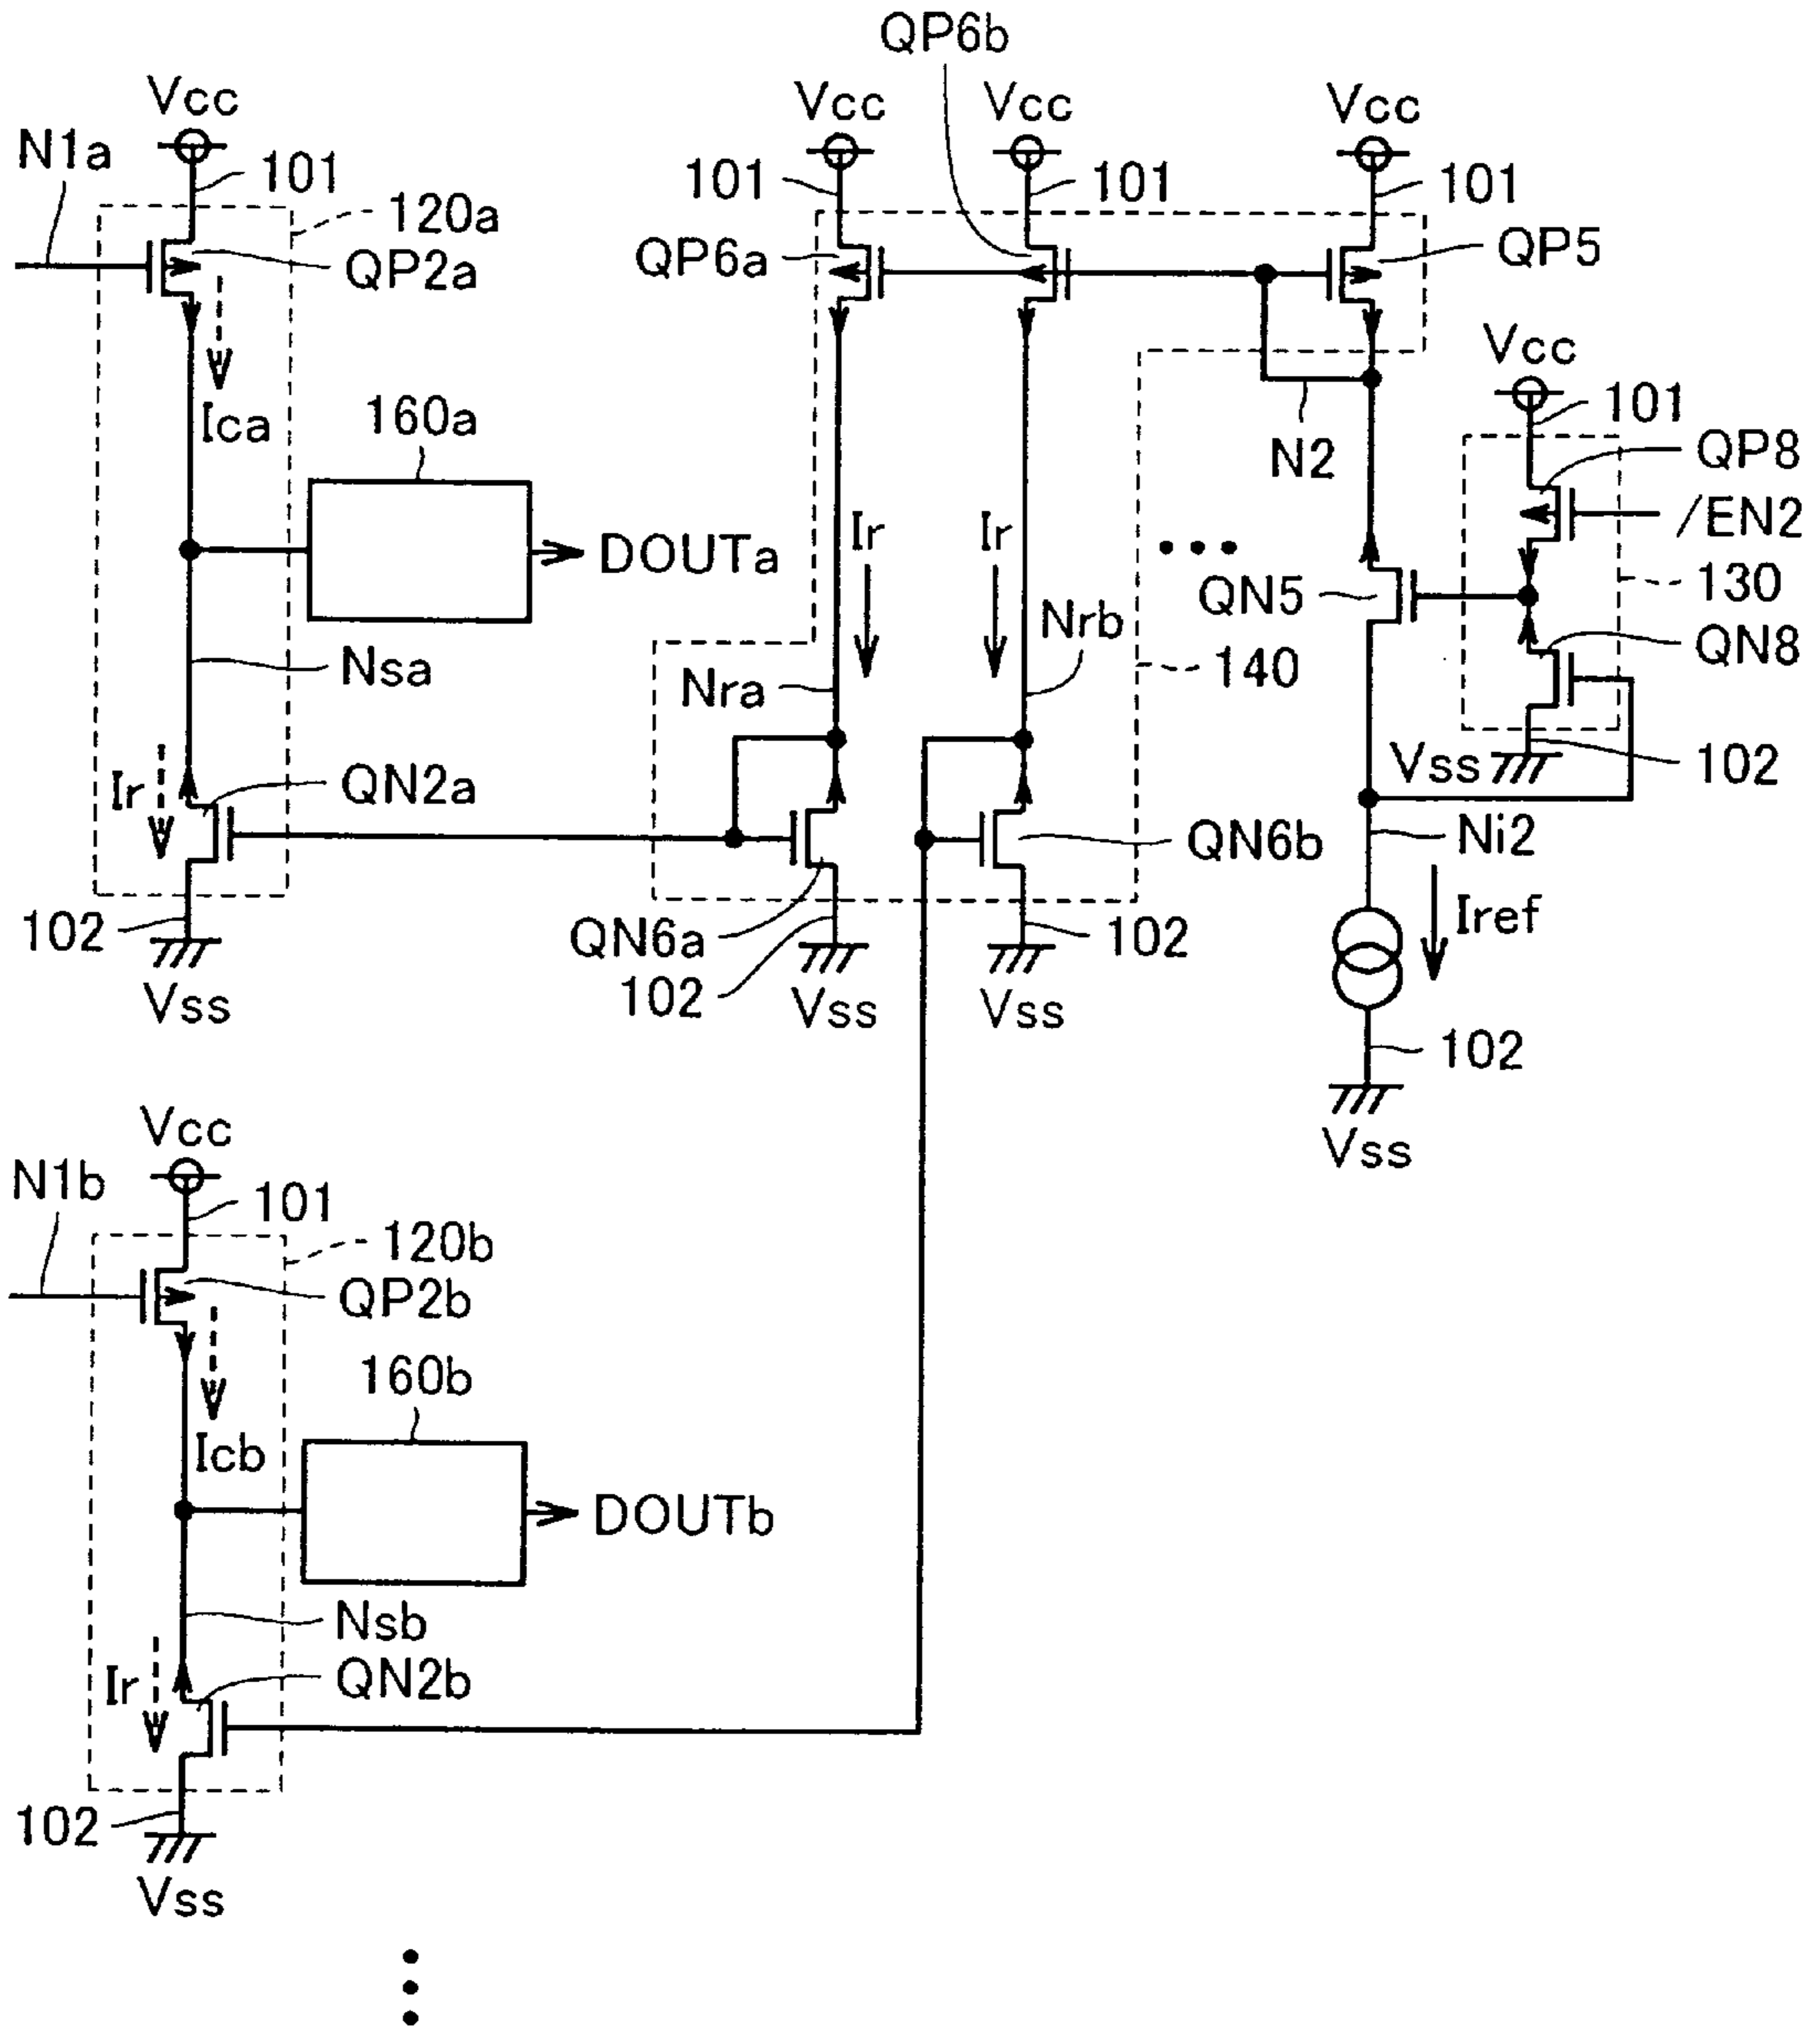 QP6b
Vcc
Vcc
Vcc
Vcc
N1a
101
101
101
101
120a
QP2a
QP6a
QP5
Vcc
101
Ica
160a
N2
QP8
/EN2
Ir
Ir
DOUTa
QN5
130
Nrb
QN8
Nsa
Nra
140
Vss
102
Ir
QN2a
QN6b
Ni2
102
QN6a
102
Iref
102
Vss
Vss
Vss
102
Vss
Vcc
N1b
101
120b
QP2b
160b
Icb
DOUTb
Nsb
Ir
QN2b
102
Vss